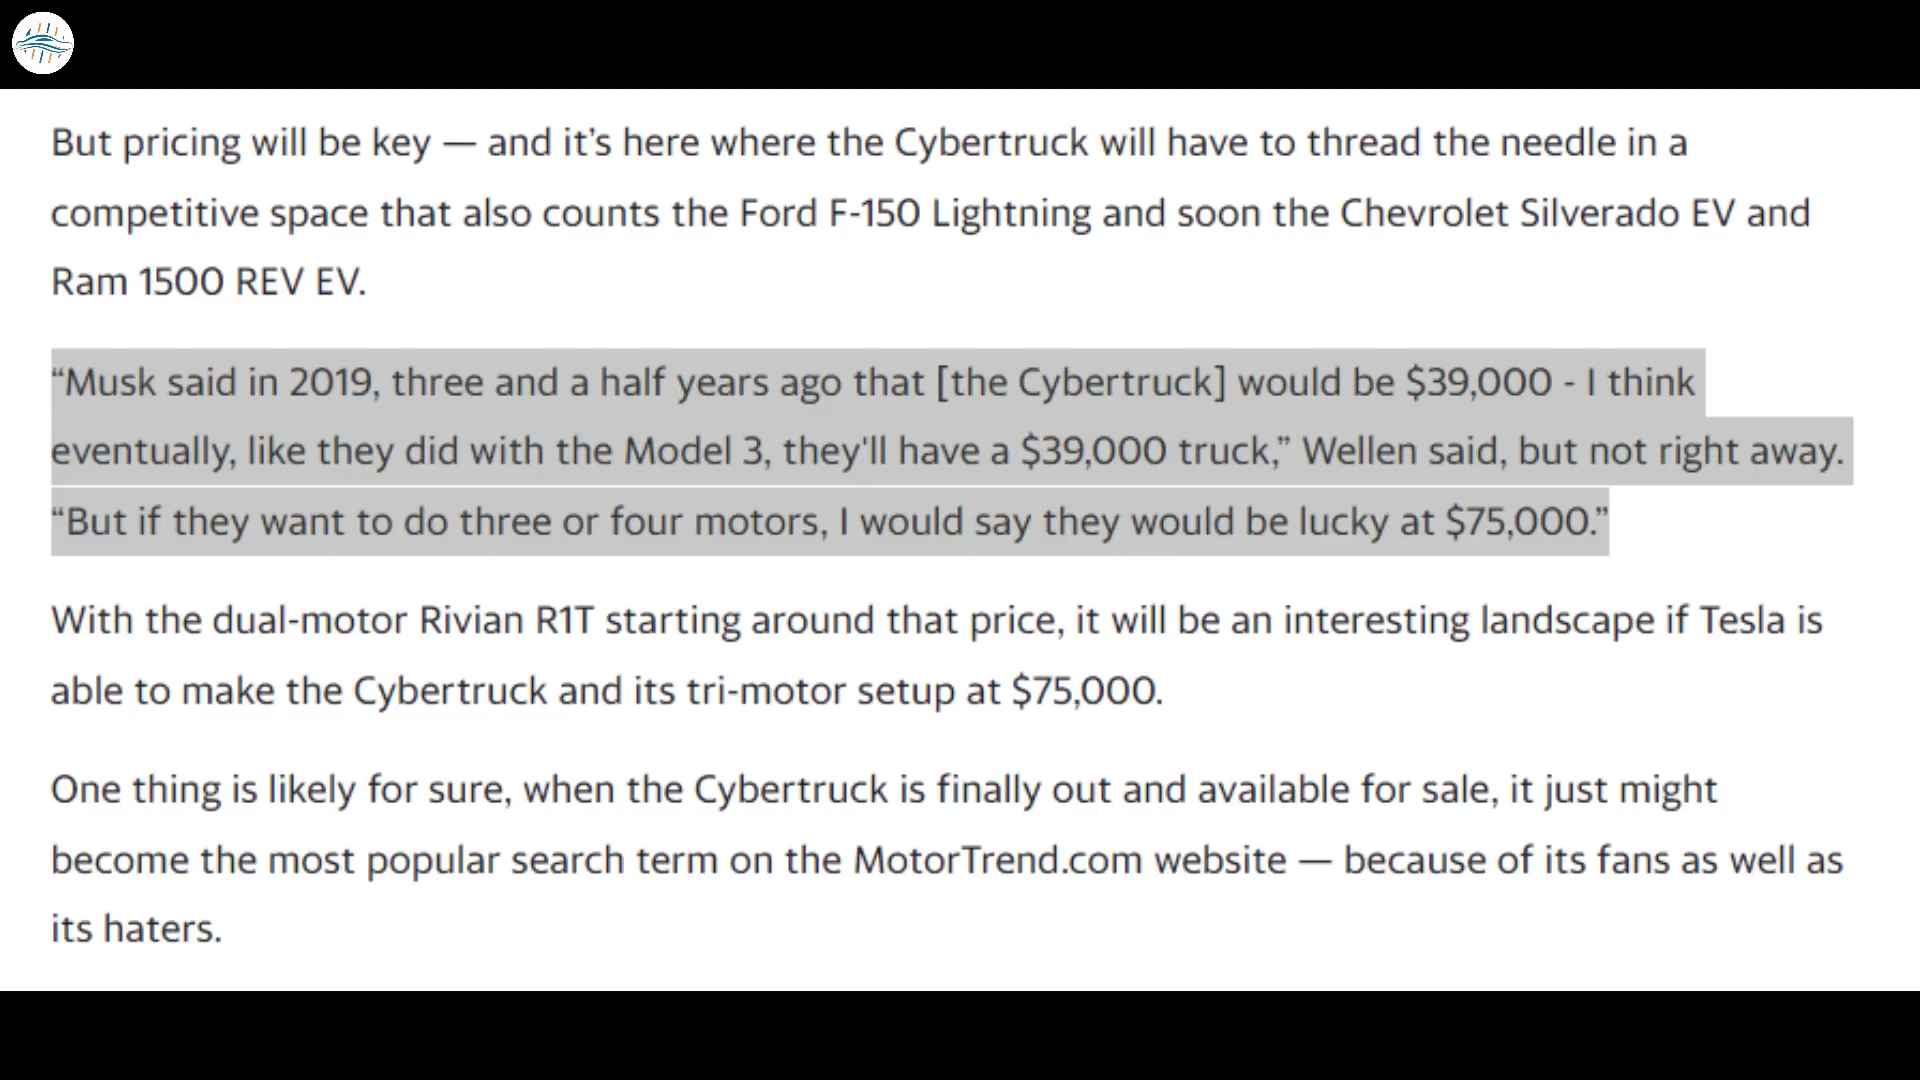 But pricing will be key — and it’s here where the Cybertruck will have to thread the needle in a
competitive space that also counts the Ford F-150 Lightning and soon the Chevrolet Silverado EV and
Ram 1500 REV EV.
“Musk said in 2019, three and a half years ago that [the Cybertruck] would be $39,000 - I think
eventually, like they did with the Model 3, they'll have a $39,000 truck,” Wellen said, but not right away.
“But if they want to do three or four motors, I would say they would be lucky at $75,000.”
With the dual-motor Rivian R1T starting around that price, it will be an interesting landscape if Tesla is
able to make the Cybertruck and its tri-motor setup at $75,000.
One thing is likely for sure, when the Cybertruck is finally out and available for sale, it just might
become the most popular search term on the MotorTrend.com website — because of its fans as well as
its haters.